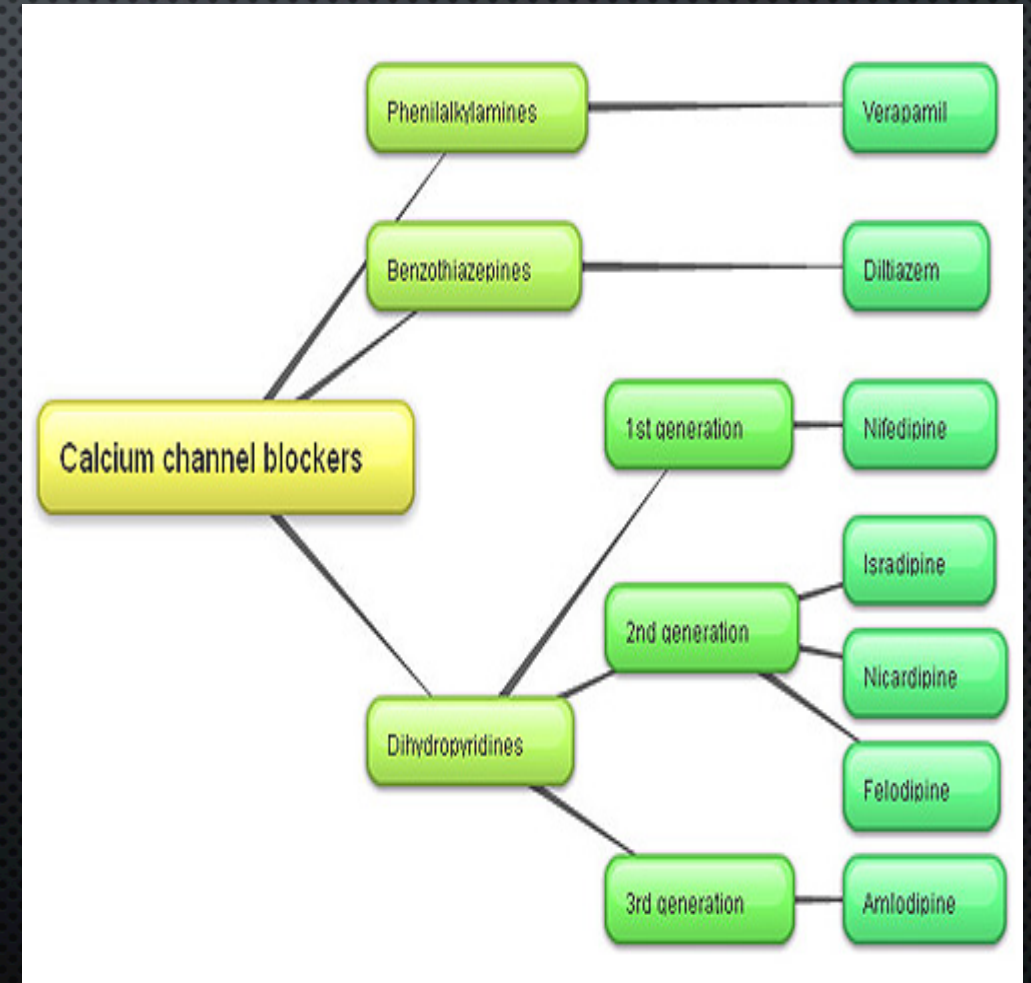 Phenilalkylamines
Verapamil
Benzothiazepines
Diltiazem
Calcium channel blockers
1st generation
Nifedipine
Isradipine
2nd generation
Nicardipine
Dihydropyridines
Felodipine
3rd generation
Amlodipine